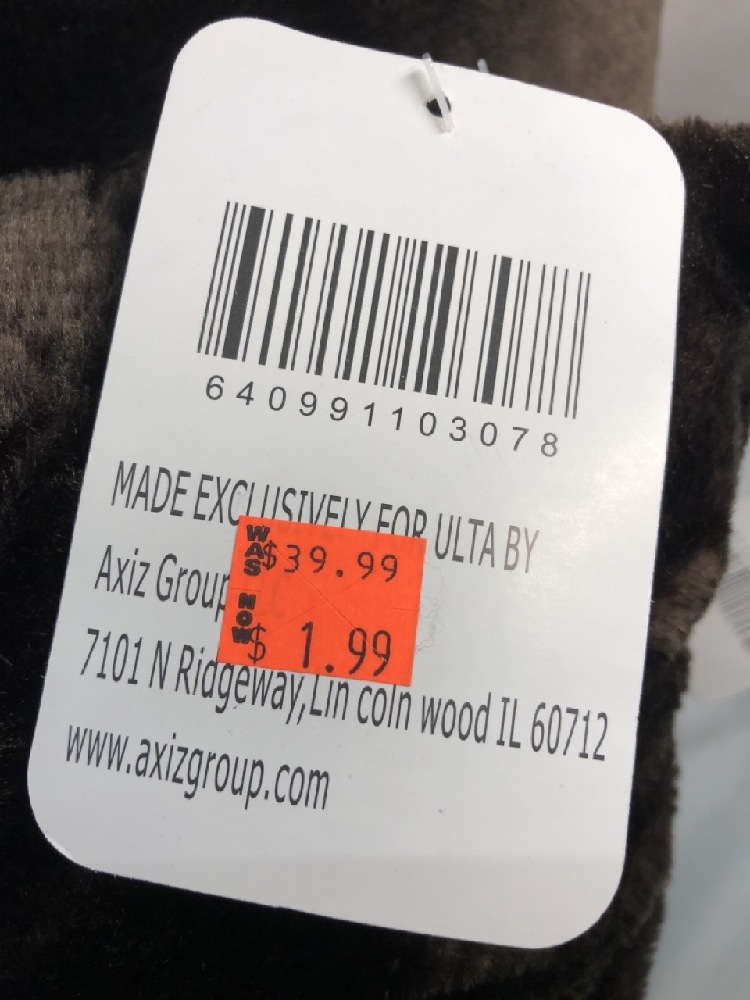 640991103078
MADE EXCLUSIVELY FOR ULTA BY
Axiz Group
WAS $39.99
NOW $ 1.99
7101 N Ridgeway,Lin coln wood IL 60712
www.axizgroup.com